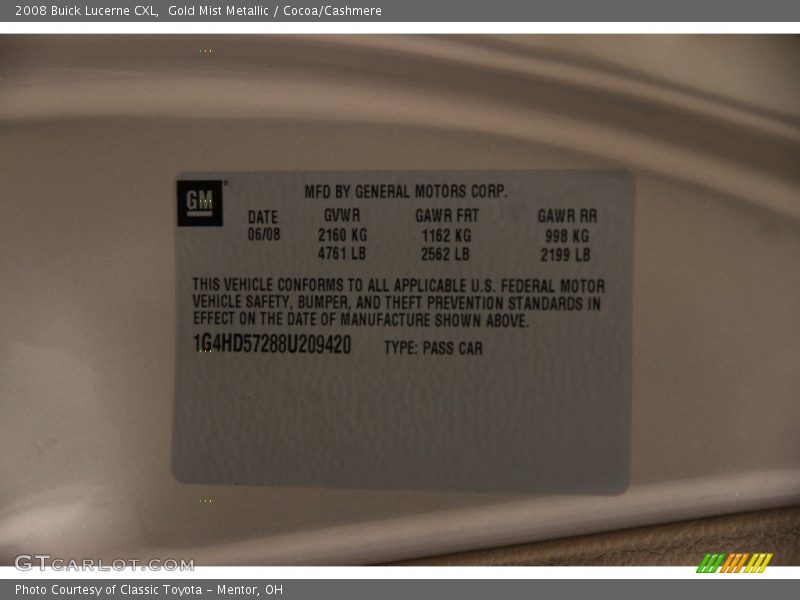 2008 Buick Lucerne CXL,  Gold Mist Metallic / Cocoa/Cashmere
GM
MFD BY GENERAL MOTORS CORP.
DATE GVWR GAWR FRT GAWR RR
06/08 2160 KG 1162 KG 998 KG
4761 LB 2562 LB 2199 LB
THIS VEHICLE CONFORMS TO ALL APPLICABLE U.S. FEDERAL MOTOR
VEHICLE SAFETY, BUMPER, AND THEFT PREVENTION STANDARDS IN
EFFECT ON THE DATE OF MANUFACTURE SHOWN ABOVE.
1G4HD57288U209420 TYPE: PASS CAR
GTCARLOT.COM
Photo Courtesy of Classic Toyota - Mentor, OH